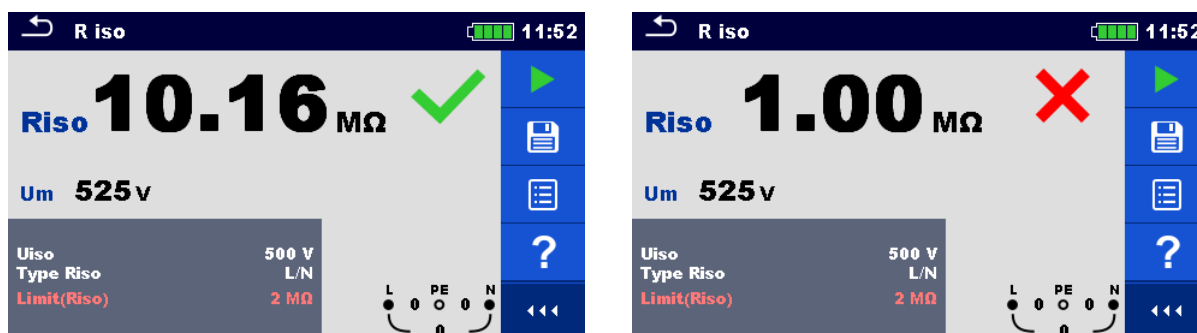 R iso 11:52
Riso 10.16 MΩ
Um 525 V
Uiso 500 V
Type Riso L/N
Limit(Riso) 2 MΩ
L PE N
0 0
0
?
R iso 11:52
Riso 1.00 MΩ
Um 525 V
Uiso 500 V
Type Riso L/N
Limit(Riso) 2 MΩ
L PE N
0 0
0
?